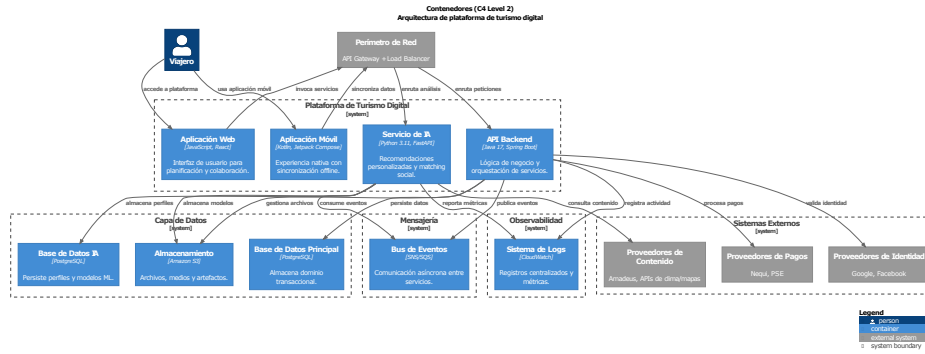 Contenedores (C4 Level 2)
Arquitectura de plataforma de turismo digital
Viajero
Perímetro de Red
API Gateway + Load Balancer
accede a plataforma
usa aplicación móvil
invoca servicios
sincroniza datos
enruta análisis
enruta peticiones
Plataforma de Turismo Digital
[system]
Aplicación Web
[JavaScript, React]
Interfaz de usuario para
planificación y colaboración.
Aplicación Móvil
[Kotlin, Jetpack Compose]
Experiencia nativa con
sincronización offline.
Servicio de IA
[Python 3.11, FastAPI]
Recomendaciones
personalizadas y matching
social.
API Backend
[Java 17, Spring Boot]
Lógica de negocio y
orquestación de servicios.
almacena perfiles
almacena modelos
gestiona archivos
consume eventos
persiste datos
reporta métricas
publica eventos
consulta contenido
registra actividad
procesa pagos
valida identidad
Capa de Datos
[system]
Base de Datos IA
[PostgreSQL]
Persiste perfiles y modelos ML.
Almacenamiento
[Amazon S3]
Archivos, medios y artefactos.
Base de Datos Principal
[PostgreSQL]
Almacena dominio
transaccional.
Mensajería
[system]
Bus de Eventos
[SNS/SQS]
Comunicación asíncrona entre
servicios.
Observabilidad
[system]
Sistema de Logs
[CloudWatch]
Registros centralizados y
métricas.
Sistemas Externos
[system]
Proveedores de
Contenido
Amadeus, APIs de clima/mapas
Proveedores de Pagos
Nequi, PSE
Proveedores de Identidad
Google, Facebook
Legend
person
container
external system
system boundary